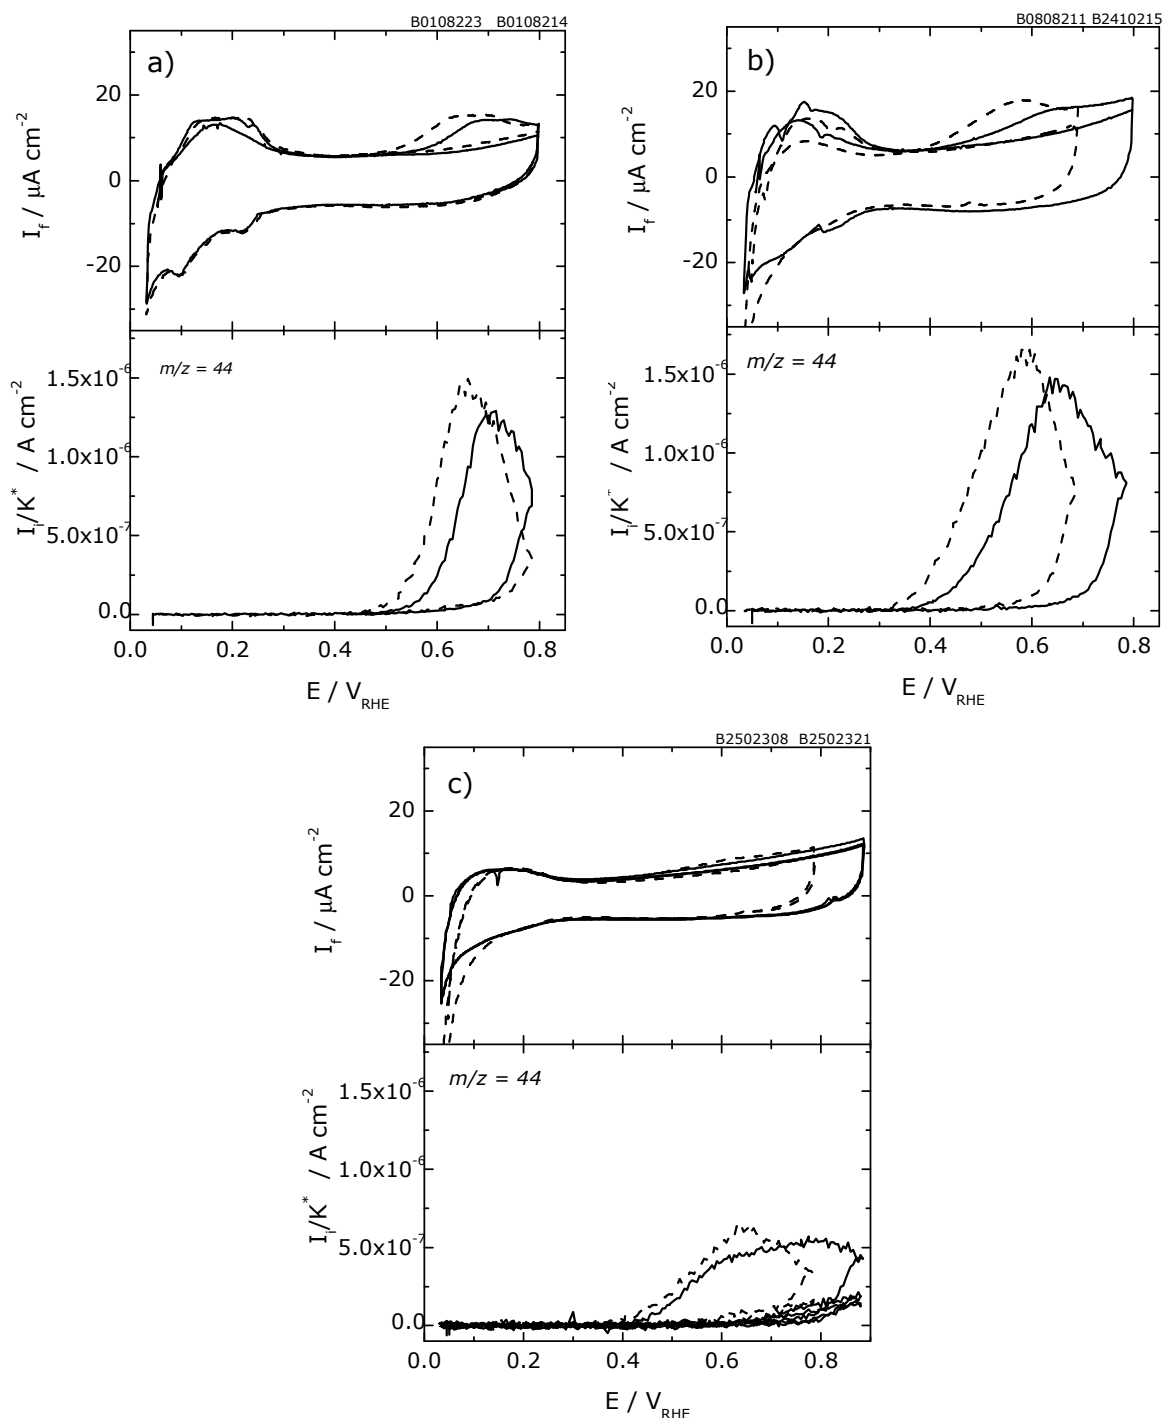 B0108223 B0108214
a)
20
0
-20
I_f / μA cm^-2
m/z = 44
1.5x10^-6
1.0x10^-6
5.0x10^-7
0.0
I_i/K^* / A cm^-2
0.0 0.2 0.4 0.6 0.8
E / V_RHE
B0808211 B2410215
b)
20
0
-20
I_f / μA cm^-2
m/z = 44
1.5x10^-6
1.0x10^-6
5.0x10^-7
0.0
I_i/K^* / A cm^-2
0.0 0.2 0.4 0.6 0.8
E / V_RHE
B2502308 B2502321
c)
20
0
-20
I_f / μA cm^-2
m/z = 44
1.5x10^-6
1.0x10^-6
5.0x10^-7
0.0
I_i/K^* / A cm^-2
0.0 0.2 0.4 0.6 0.8
E / V_RHE